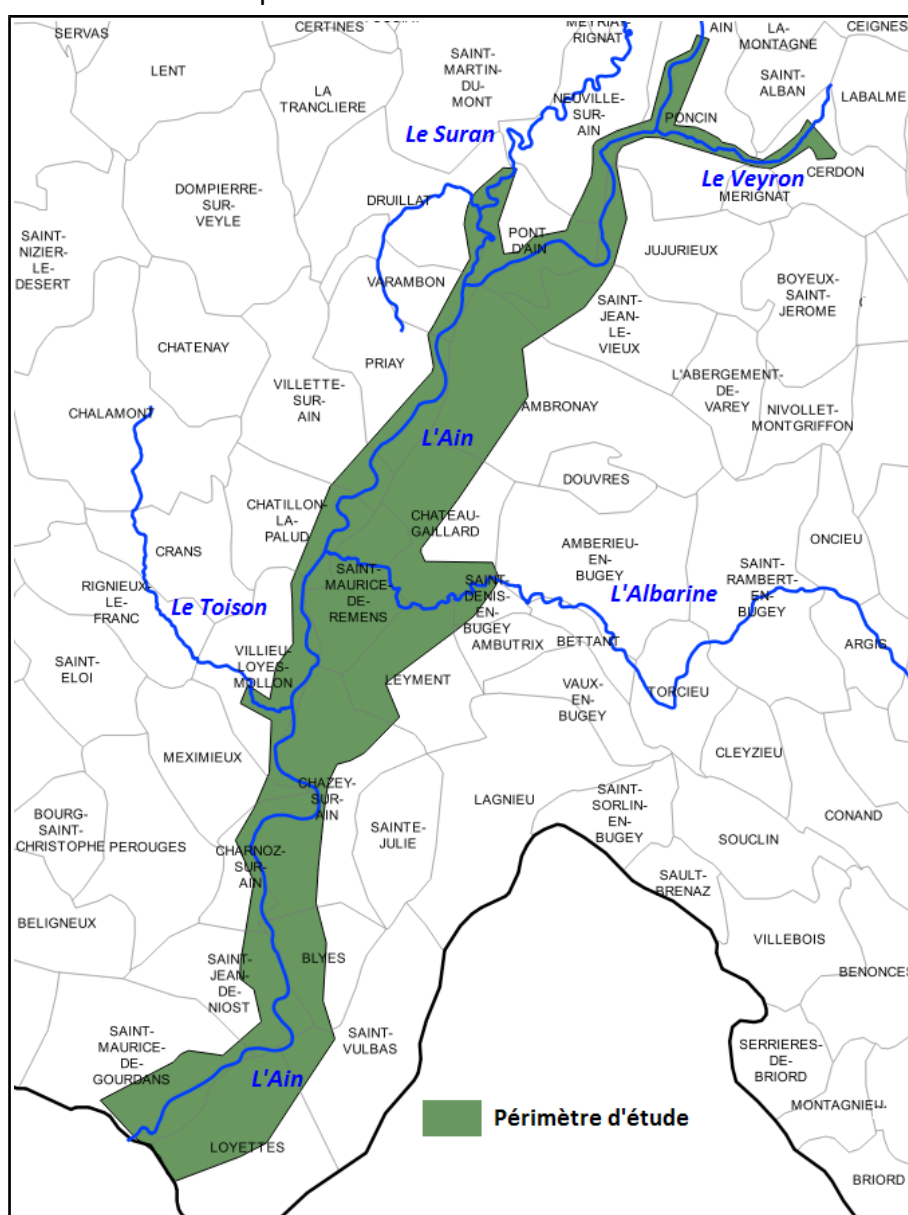 SERVAS
CERTINES
MEYRIAT
RIGNAT
AIN
LA-
MONTAGNE
CEIGNES
LENT
SAINT-
MARTIN-
DU-
MONT
LA
TRANCLIERE
NEUVILLE-
SUR-
AIN
SAINT-
ALBAN
LABALME
PONCIN
Le Suran
Le Veyron
CERDON
MERIGNAT
DOMPIERRE-
SUR-
VEYLE
DRUILLAT
SAINT-
NIZIER-
LE-
DESERT
PONT
D'AIN
JUJURIEUX
VARAMBON
BOYEUX-
SAINT-
JEROME
SAINT-
JEAN-
LE-
VIEUX
CHATENAY
PRIAY
VILLETTE-
SUR-
AIN
L'ABERGEMENT-
DE-
VAREY
CHALAMONT
AMBRONAY
NIVOLLET-
MONTGRIFFON
L'Ain
DOUVRES
CHATILLON-
LA-
PALUD
CHATEAU-
GAILLARD
AMBERIEU-
EN-
BUGEY
ONCIEU
CRANS
SAINT-
MAURICE-
DE-
REMENS
SAINT-
DENIS-
EN-
BUGEY
SAINT-
RAMBERT-
EN-
BUGEY
RIGNIEUX-
LE-
FRANC
Le Toison
L'Albarine
AMBUTRIX
BETTANT
ARGIS
SAINT-
ELOI
VILLIEU-
LOYES-
MOLLON
LEYMENT
VAUX-
EN-
BUGEY
TORCIEU
MEXIMIEUX
CLEYZIEU
CHAZEY-
SUR-
AIN
LAGNIEU
SAINT-
SORLIN-
EN-
BUGEY
BOURG-
SAINT-
CHRISTOPHE
PEROUGES
SAINTE-
JULIE
CONAND
SOUCLIN
CHARNOZ-
SUR-
AIN
SAULT-
BRENAZ
BELIGNEUX
VILLEBOIS
SAINT-
JEAN-
DE-
NIOST
BLYES
BENONCES
SAINT-
MAURICE-
DE-
GOURDANS
SAINT-
VULBAS
SERRIERES-
DE-
BRIORD
L'Ain
Périmètre d'étude
MONTAGNIEU
LOYETTES
BRIORD